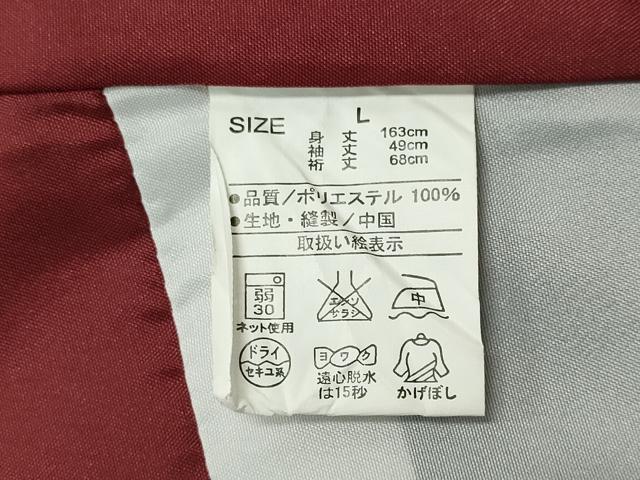 SIZE L
身 丈 163cm
袖 丈 49cm
裄 丈 68cm
●品質/ポリエステル 100%
●生地・縫製/中国
取扱い絵表示
弱
30
ネット使用
エンソ
サラシ
中
ドライ
セキユ系
ヨワク
遠心脱水
は15秒
かげぼし